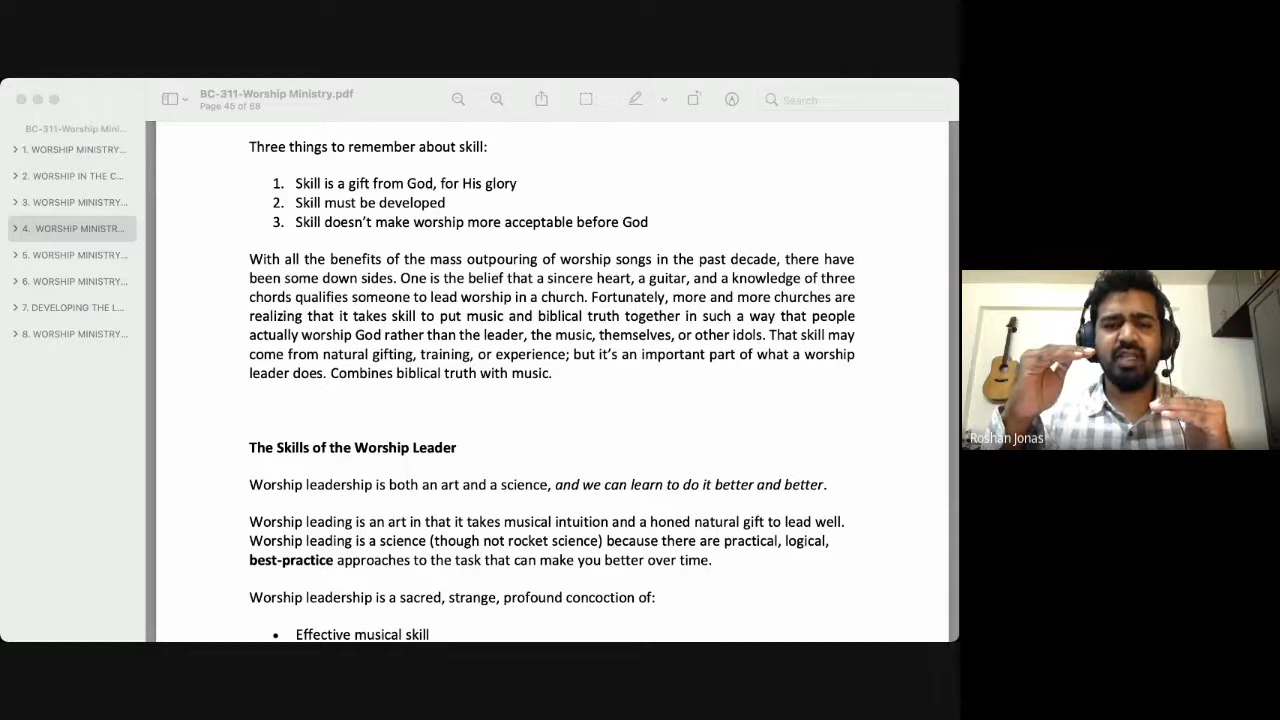 BC-311-Worship Ministry.pdf
Page 45 of 68
Search
BC-311-Worship Mini...
1. WORSHIP MINISTRY...
2. WORSHIP IN THE C...
3. WORSHIP MINISTRY...
4. WORSHIP MINISTR...
5. WORSHIP MINISTRY...
6. WORSHIP MINISTRY...
7. DEVELOPING THE L...
8. WORSHIP MINISTRY...
Three things to remember about skill:
1. Skill is a gift from God, for His glory
2. Skill must be developed
3. Skill doesn't make worship more acceptable before God
With all the benefits of the mass outpouring of worship songs in the past decade, there have
been some down sides. One is the belief that a sincere heart, a guitar, and a knowledge of three
chords qualifies someone to lead worship in a church. Fortunately, more and more churches are
realizing that it takes skill to put music and biblical truth together in such a way that people
actually worship God rather than the leader, the music, themselves, or other idols. That skill may
come from natural gifting, training, or experience; but it's an important part of what a worship
leader does. Combines biblical truth with music.
The Skills of the Worship Leader
Worship leadership is both an art and a science, and we can learn to do it better and better.
Worship leading is an art in that it takes musical intuition and a honed natural gift to lead well.
Worship leading is a science (though not rocket science) because there are practical, logical,
best-practice approaches to the task that can make you better over time.
Worship leadership is a sacred, strange, profound concoction of:
• Effective musical skill
Roshan Jonas